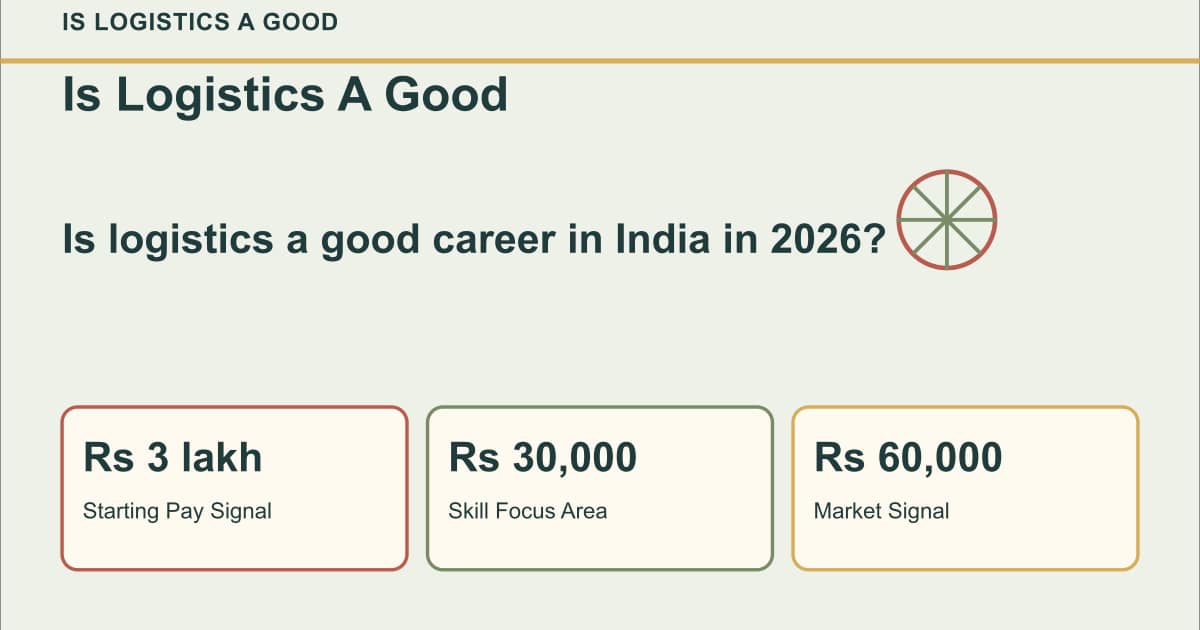 IS LOGISTICS A GOOD
Is Logistics A Good
Is logistics a good career in India in 2026?
Rs 3 lakh
Starting Pay Signal
Rs 30,000
Skill Focus Area
Rs 60,000
Market Signal